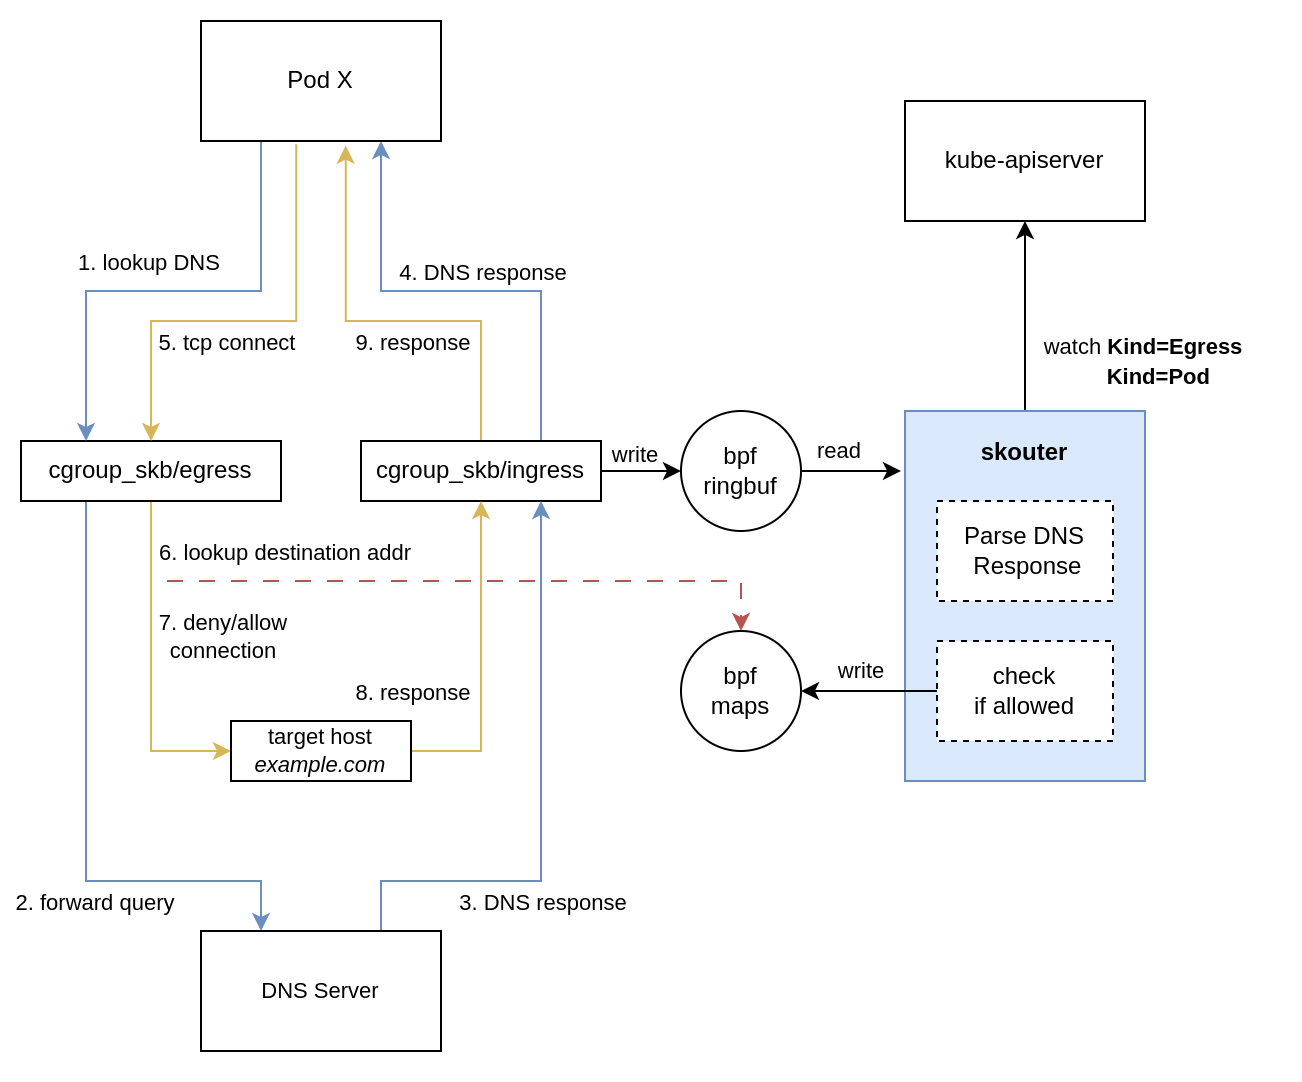 Pod X
kube-apiserver
1. lookup DNS
4. DNS response
5. tcp connect
9. response
watch Kind=Egress
Kind=Pod
cgroup_skb/egress
cgroup_skb/ingress
write
bpf
ringbuf
read
skouter
Parse DNS
Response
6. lookup destination addr
7. deny/allow
connection
8. response
bpf
maps
write
check
if allowed
target host
example.com
2. forward query
3. DNS response
DNS Server